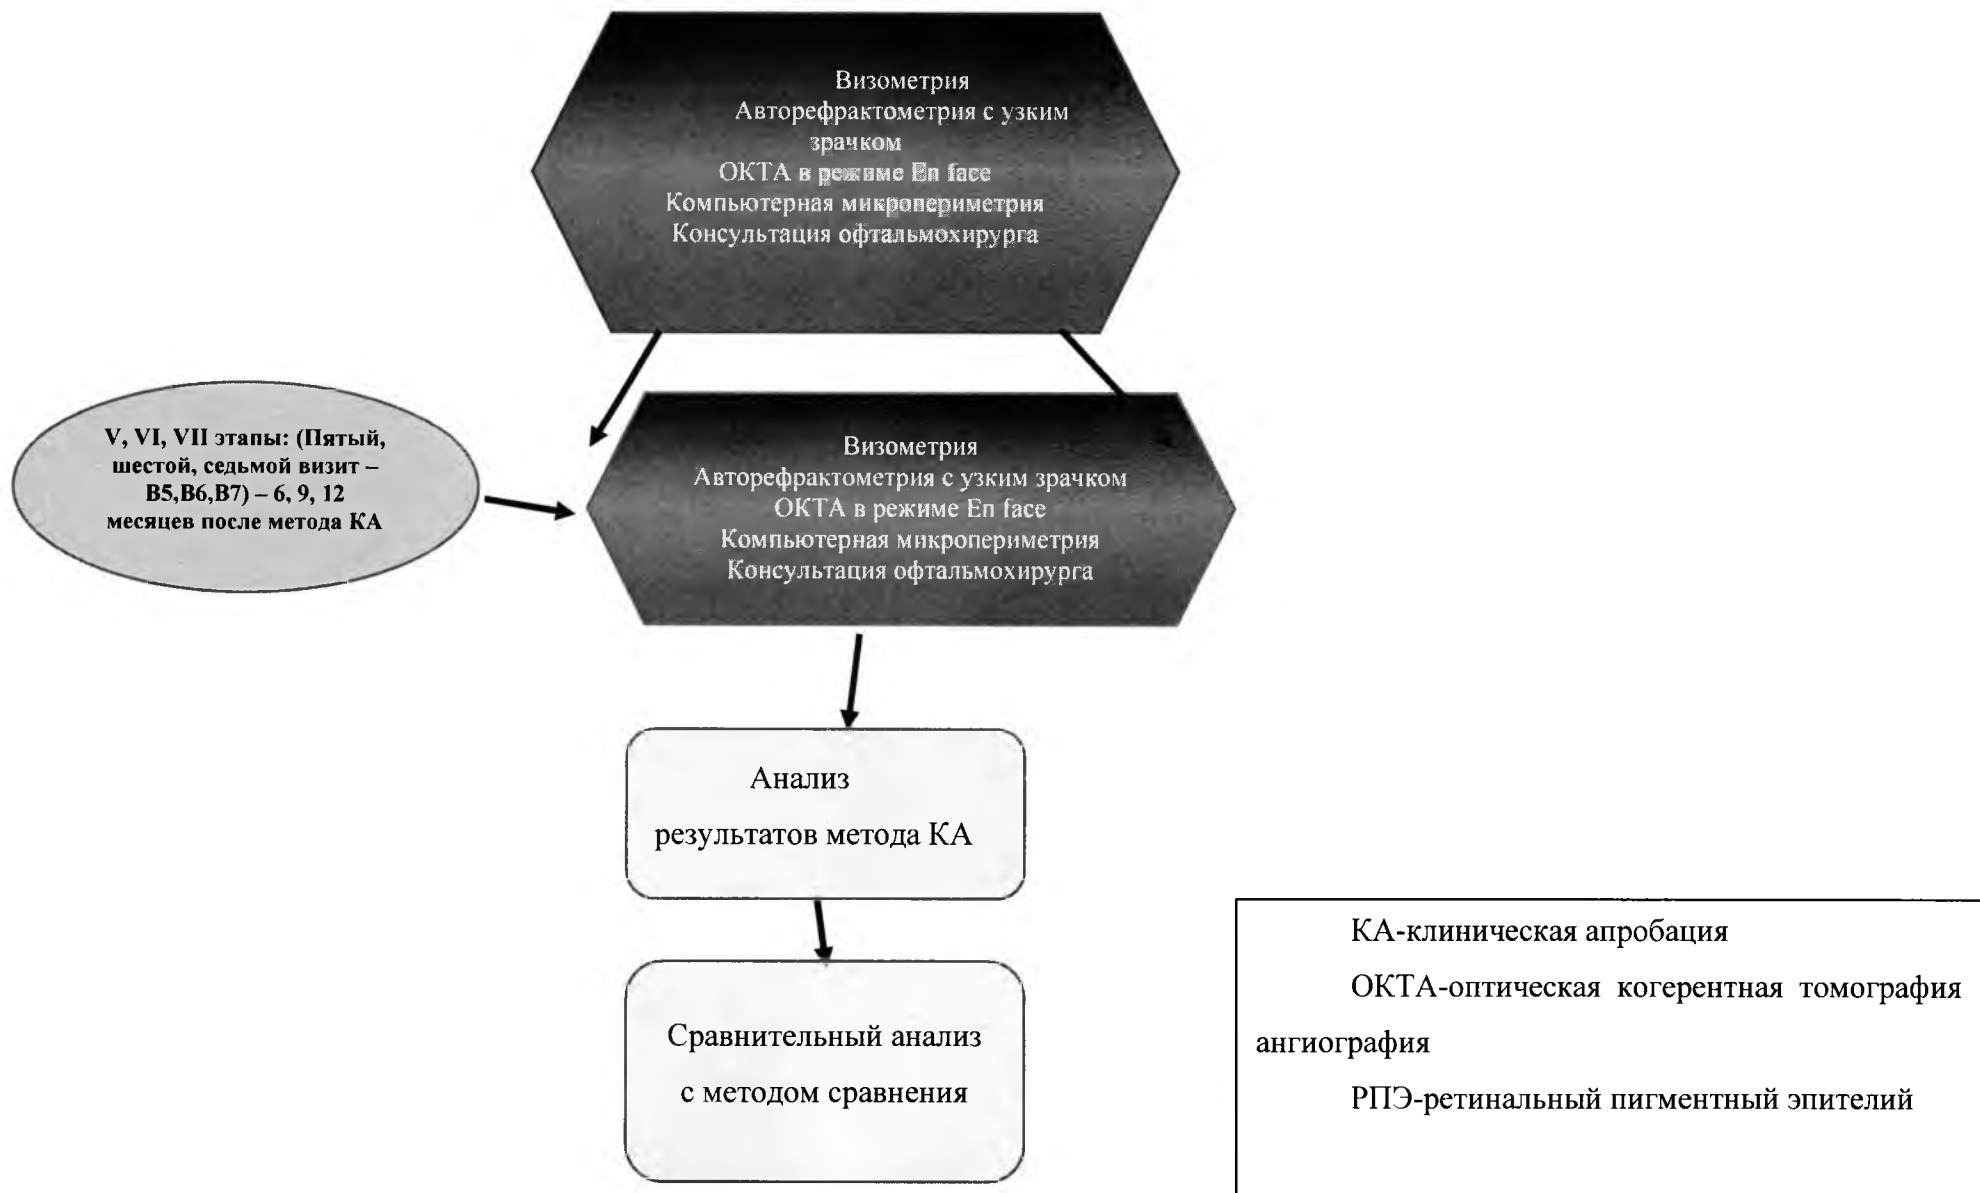 Визометрия
Авторефрактометрия с узким
зрачком
ОКТА в режиме En face
Компьютерная микропериметрия
Консультация офтальмохирурга
V, VI, VII этапы: (Пятый,
шестой, седьмой визит –
В5,В6,В7) – 6, 9, 12
месяцев после метода КА
Визометрия
Авторефрактометрия с узким зрачком
ОКТА в режиме En face
Компьютерная микропериметрия
Консультация офтальмохирурга
Анализ
результатов метода КА
Сравнительный анализ
с методом сравнения
КА-клиническая апробация
ОКТА-оптическая когерентная томография
ангиография
РПЭ-ретинальный пигментный эпителий